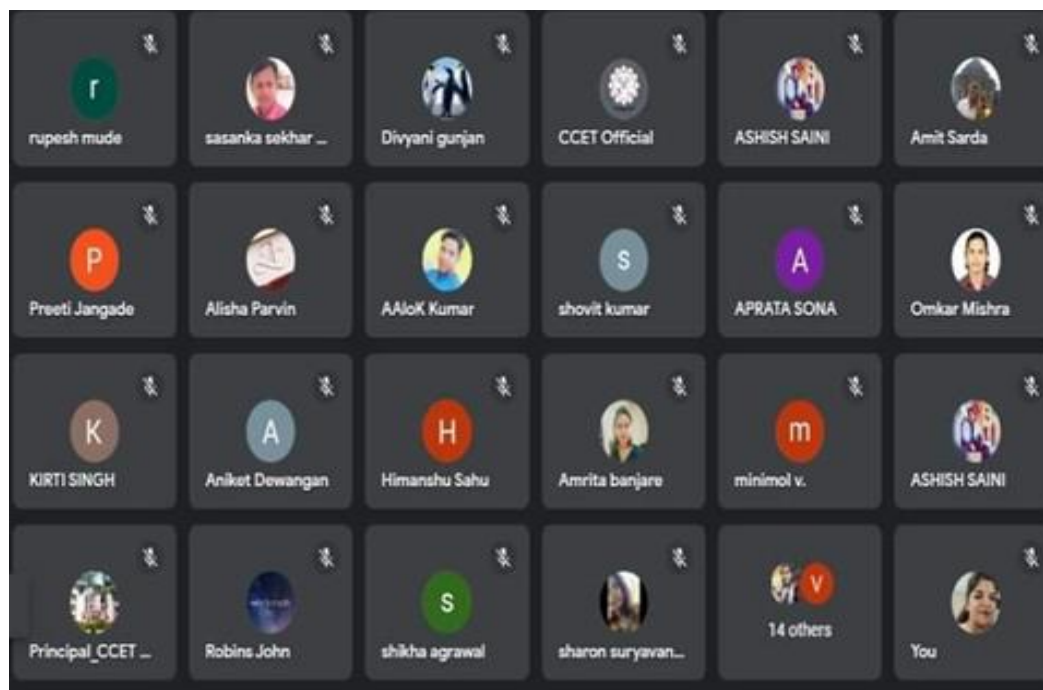 r
rupesh mude
sasanka sekhar ...
Divyani gunjan
CCET Official
ASHISH SAINI
Amit Sarda
P
Preeti Jangade
Alisha Parvin
AAloK Kumar
s
shovit kumar
A
APRATA SONA
Omkar Mishra
K
KIRTI SINGH
A
Aniket Dewangan
H
Himanshu Sahu
Amrita banjare
m
minimol v.
ASHISH SAINI
Principal_CCET ...
Robins John
s
shikha agrawal
sharon suryavan...
V
14 others
You